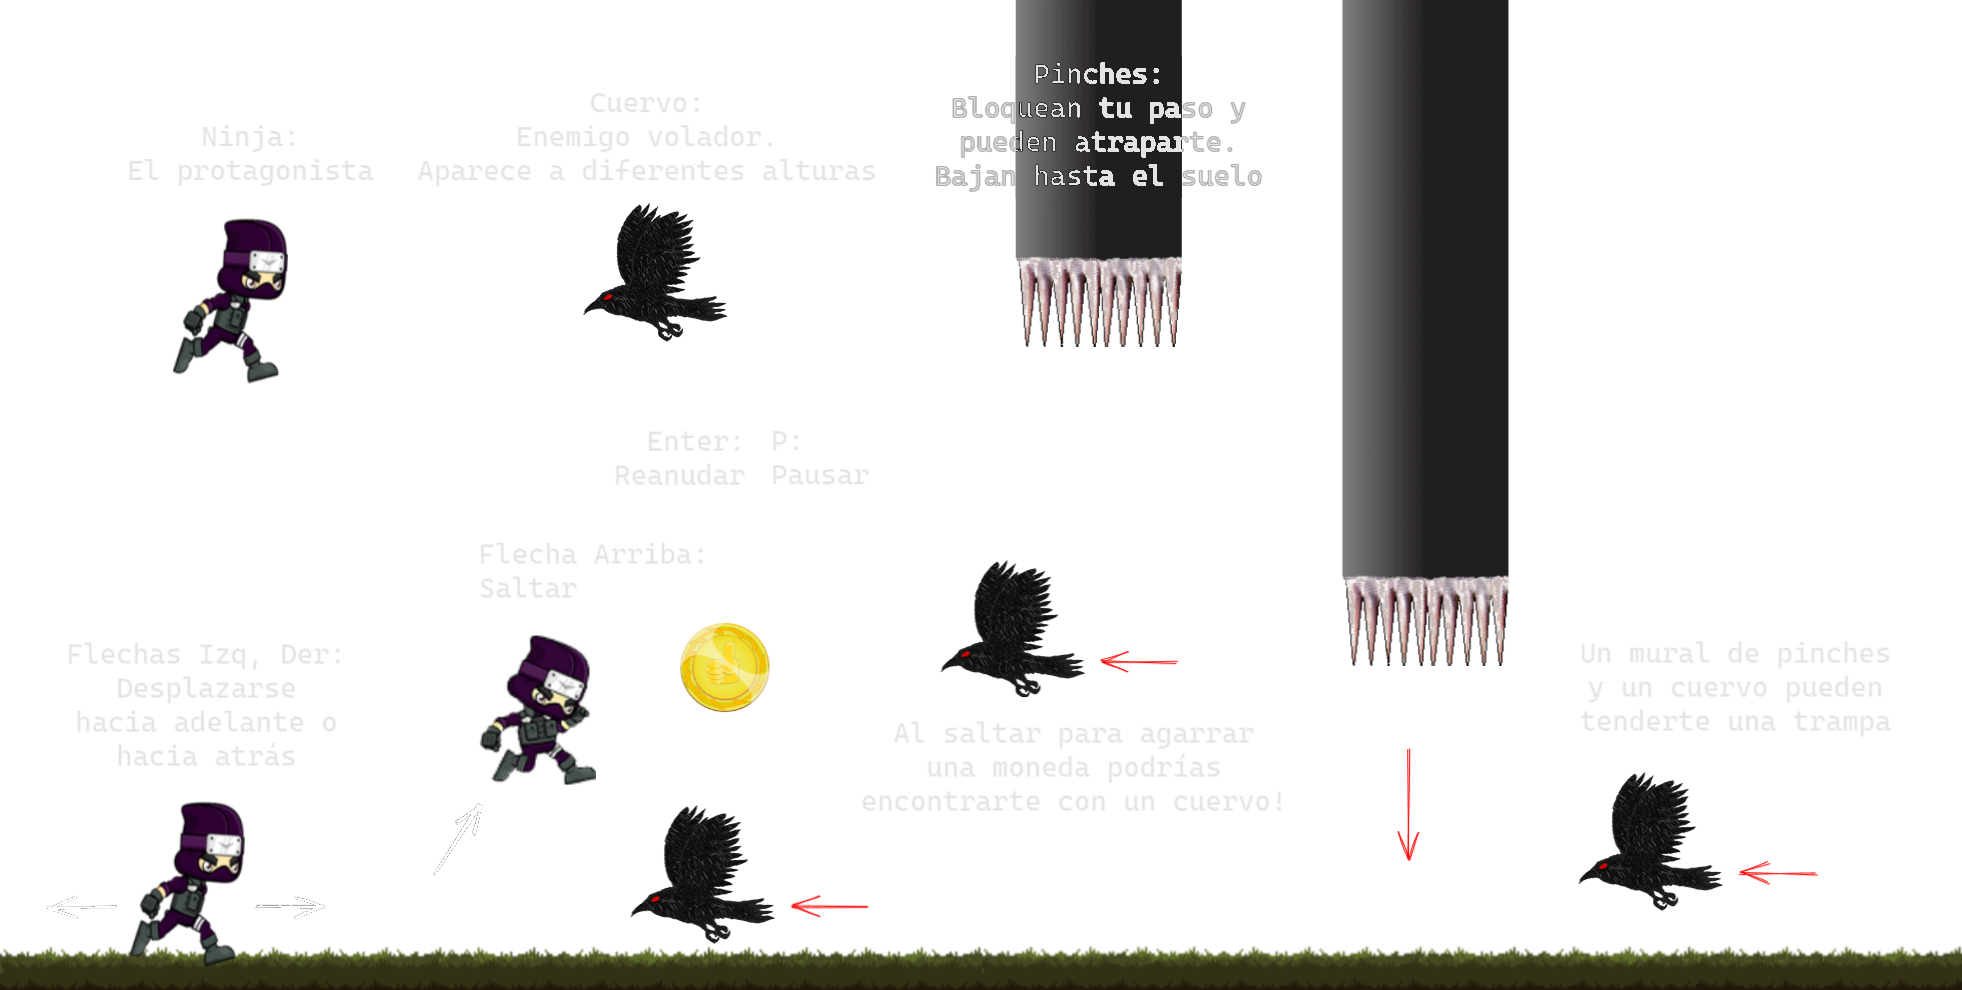 Ninja:
El protagonista
Cuervo:
Enemigo volador.
Aparece a diferentes alturas
Pinches:
Bloquean tu paso y
pueden atraparte.
Bajan hasta el suelo
Enter:
Reanudar
P:
Pausar
Flecha Arriba:
Saltar
Flechas Izq, Der:
Desplazarse
hacia adelante o
hacia atrás
Al saltar para agarrar
una moneda podrías
encontrarte con un cuervo!
Un mural de pinches
y un cuervo pueden
tenderte una trampa